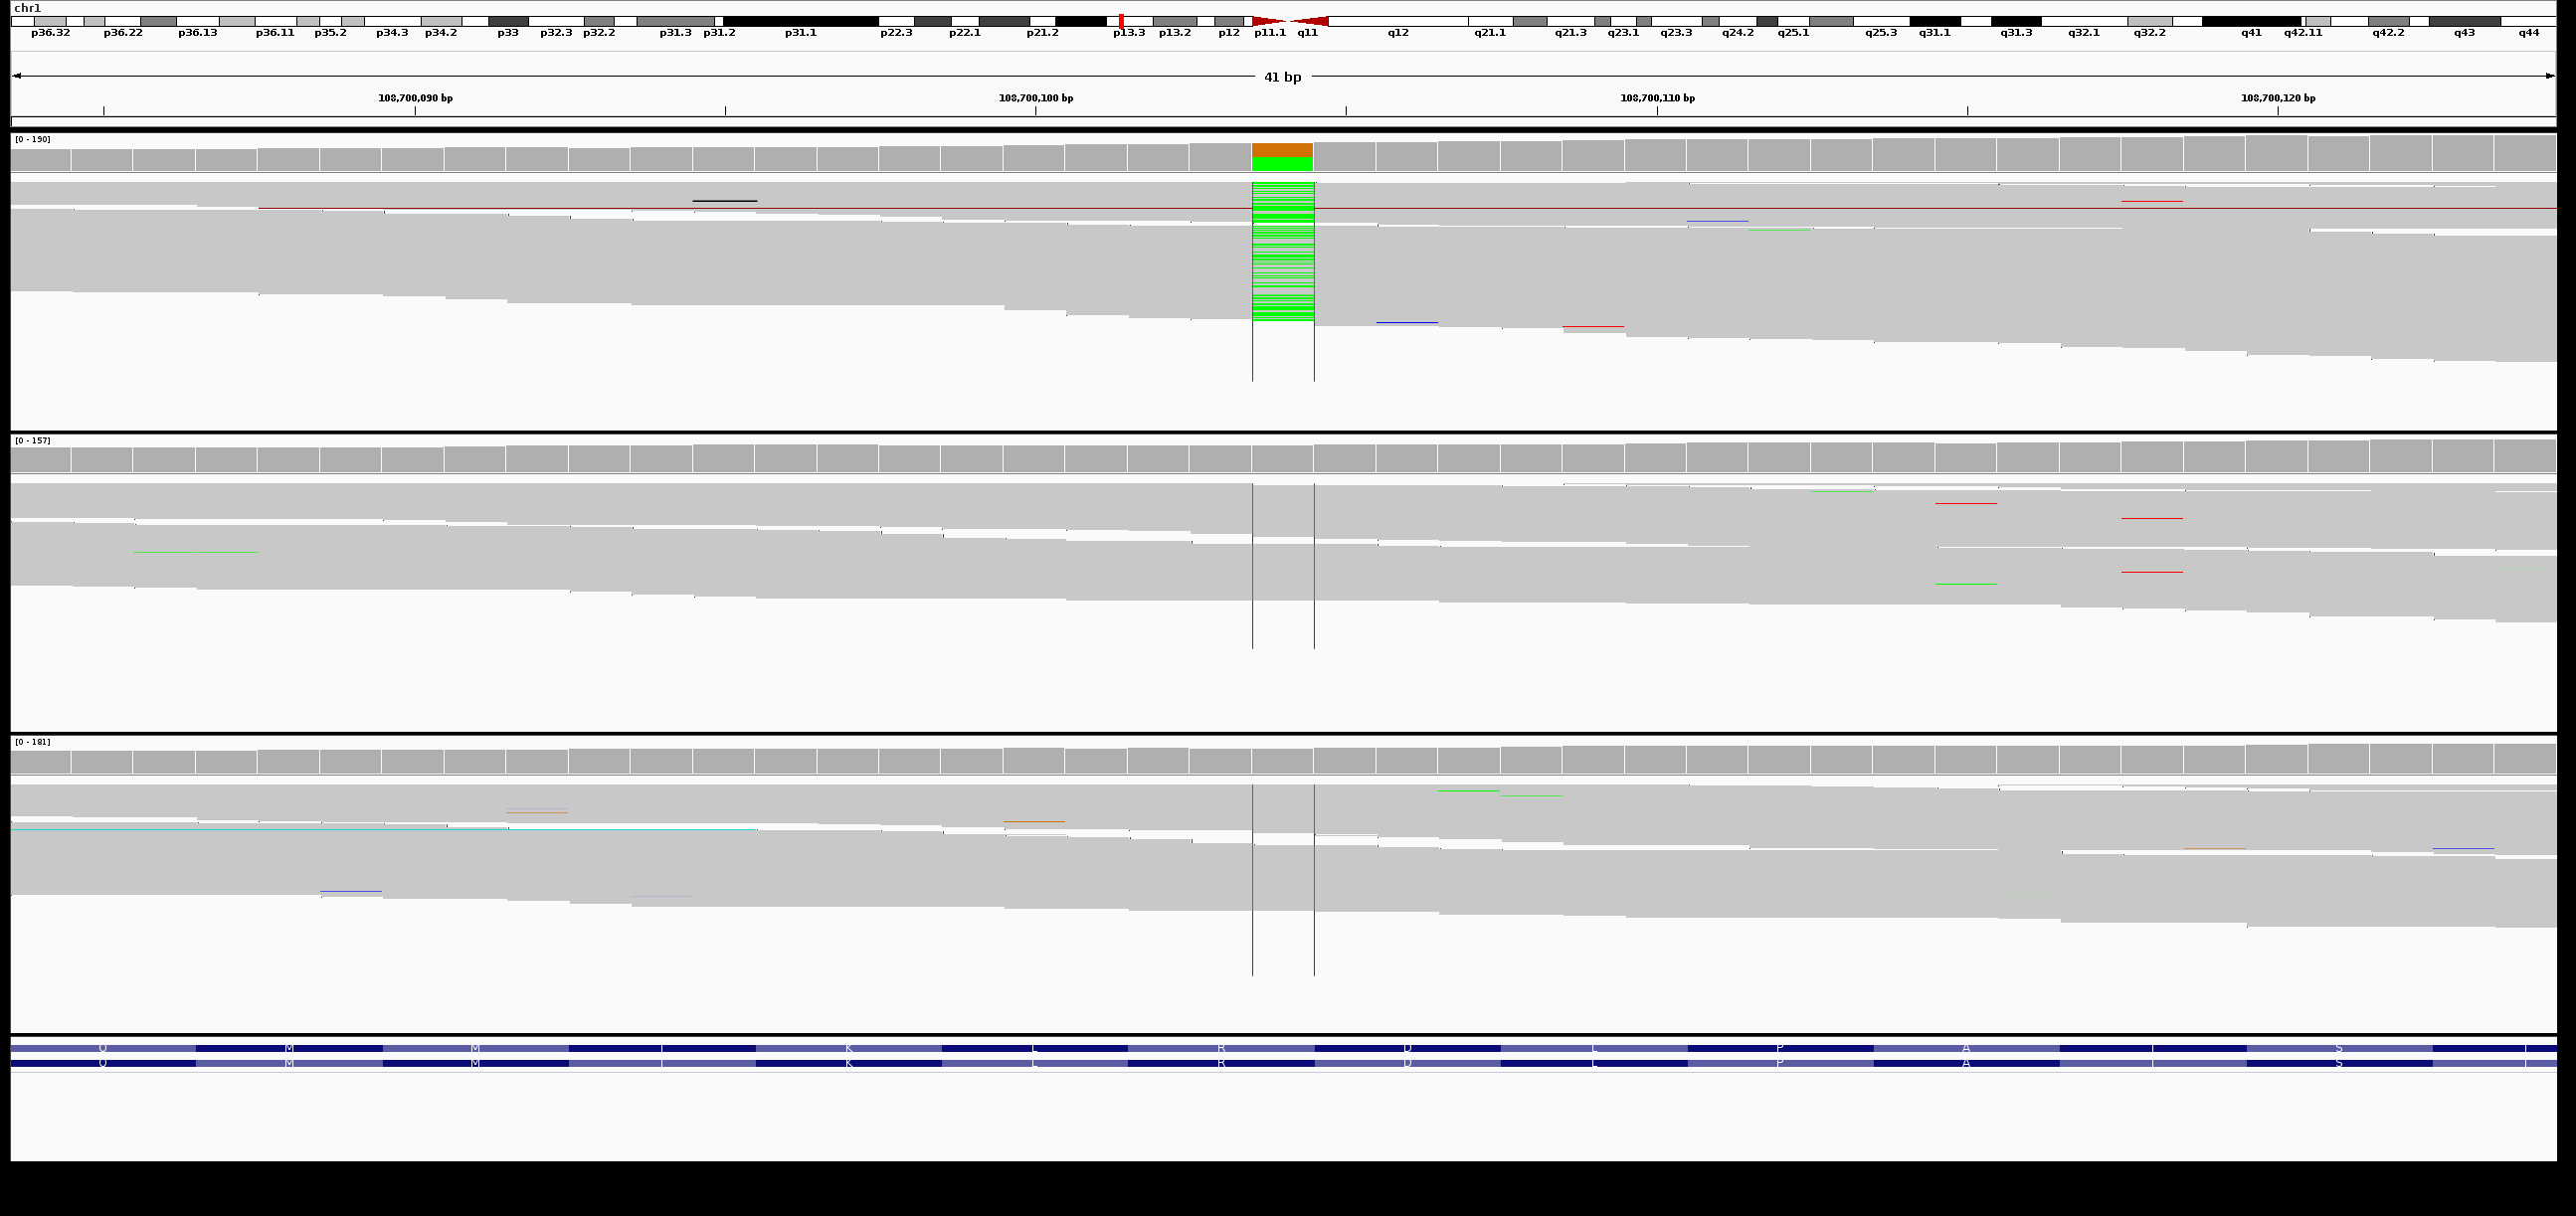 chr1
p36.32 p36.22 p36.13 p36.11 p35.2 p34.3 p34.2 p33 p32.3 p32.2 p31.3 p31.2 p31.1 p22.3 p22.1 p21.2 p13.3 p13.2 p12 p11.1 q11 q12 q21.1 q21.3 q23.1 q23.3 q24.2 q25.1 q25.3 q31.1 q31.3 q32.1 q32.2 q41 q42.11 q42.2 q43 q44
41 bp
108,700,090 bp 108,700,100 bp 108,700,110 bp 108,700,120 bp
[0 - 190]
[0 - 157]
[0 - 181]
M M K L R D P A S
M M K L R D P A S